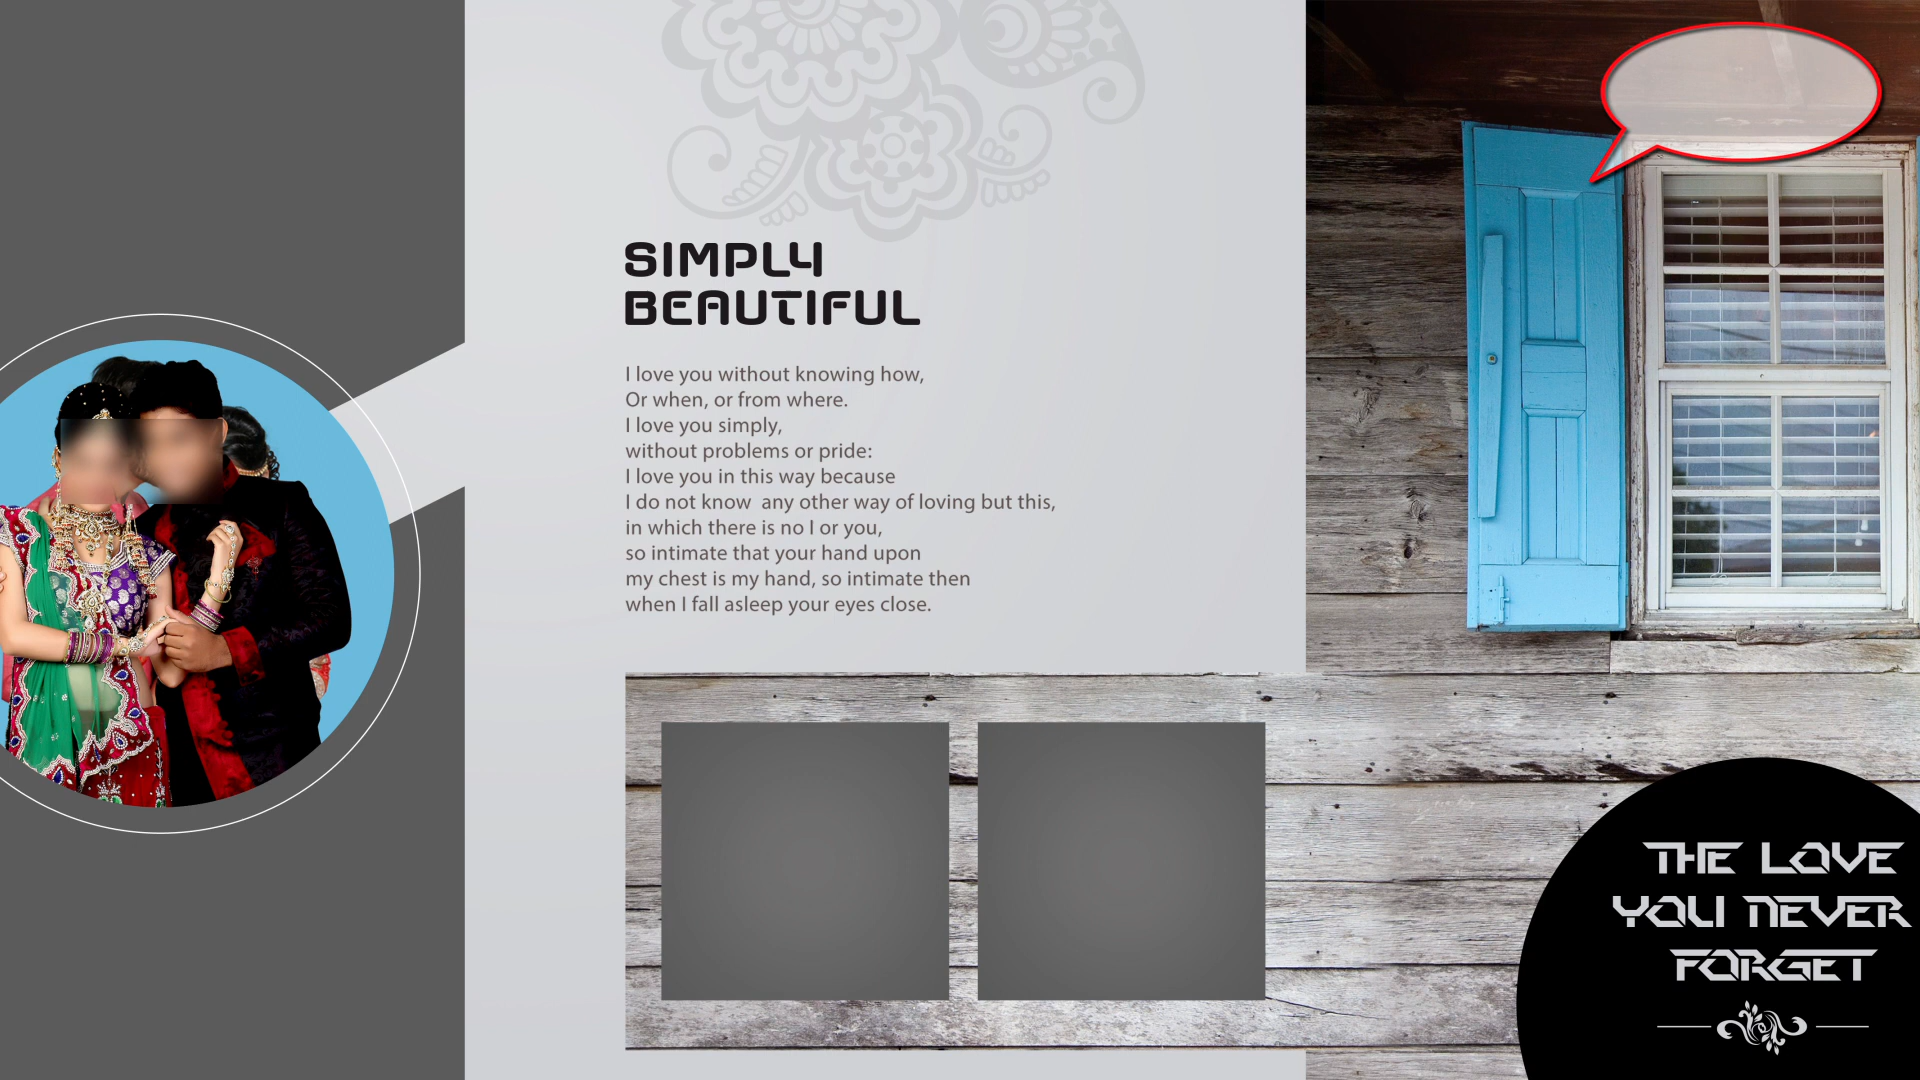 SIMPLY
BEAUTIFUL
I love you without knowing how,
Or when, or from where.
I love you simply,
without problems or pride:
I love you in this way because
I do not know  any other way of loving but this,
in which there is no I or you,
so intimate that your hand upon
my chest is my hand, so intimate then
when I fall asleep your eyes close.
THE LOVE
YOU NEVER
FORGET